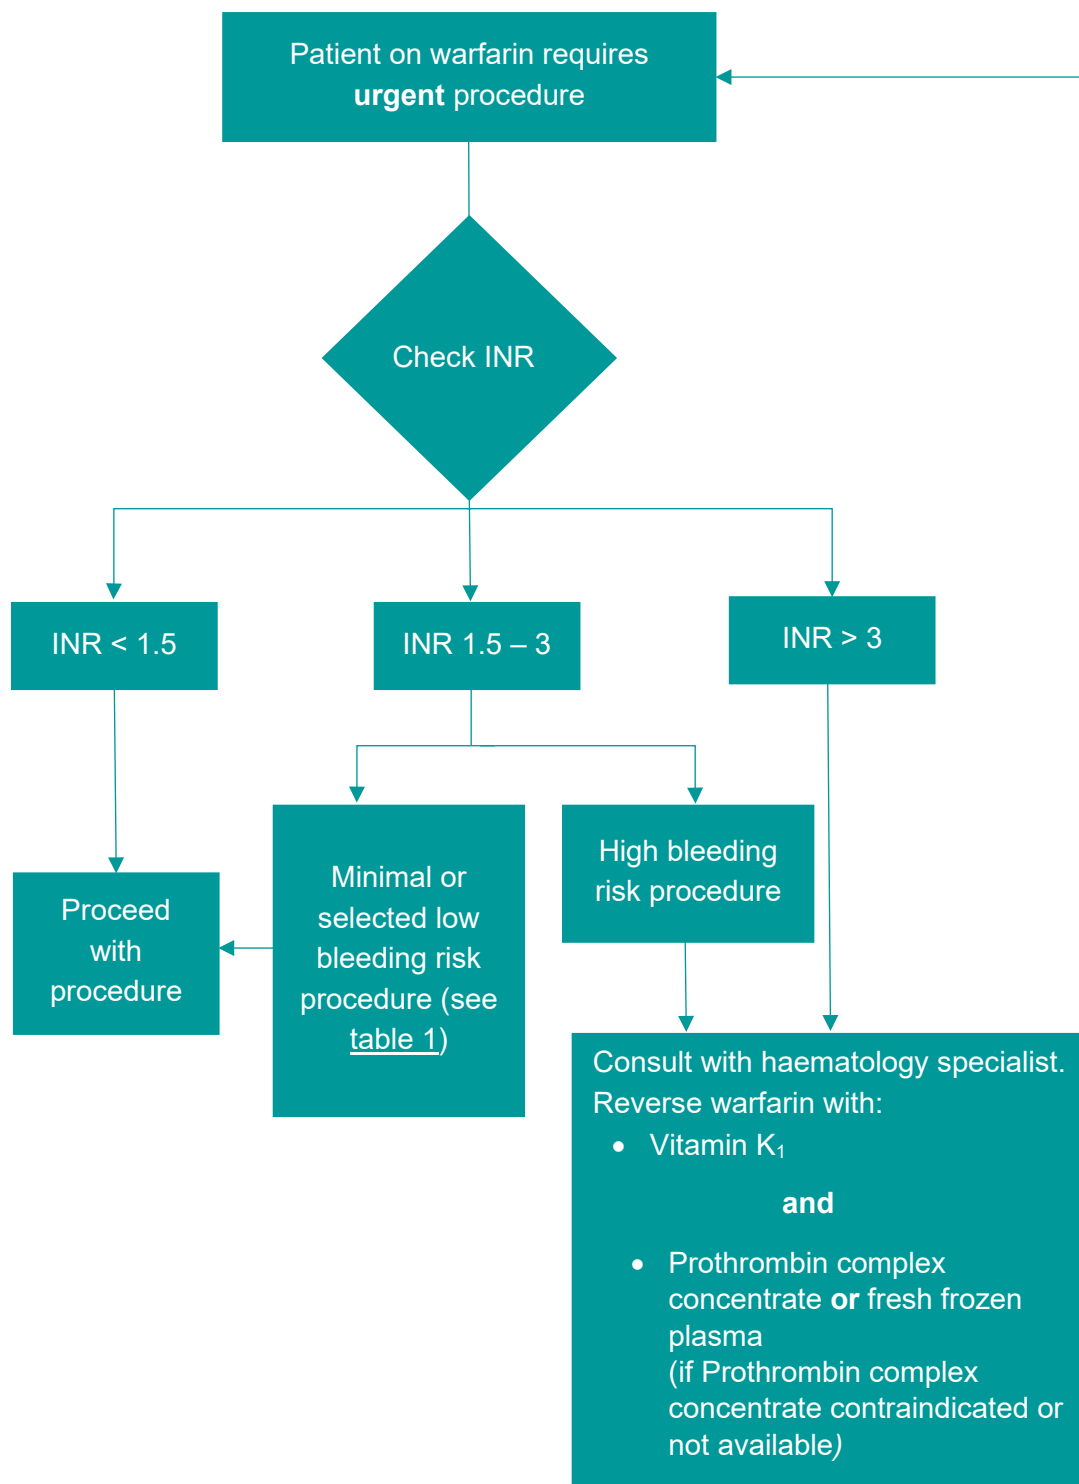 Patient on warfarin requires
urgent procedure
Check INR
INR < 1.5
INR 1.5 – 3
INR > 3
Proceed
with
procedure
Minimal or
selected low
bleeding risk
procedure (see
table 1)
High bleeding
risk procedure
Consult with haematology specialist.
Reverse warfarin with:
• Vitamin K₁
and
• Prothrombin complex
concentrate or fresh frozen
plasma
(if Prothrombin complex
concentrate contraindicated or
not available)